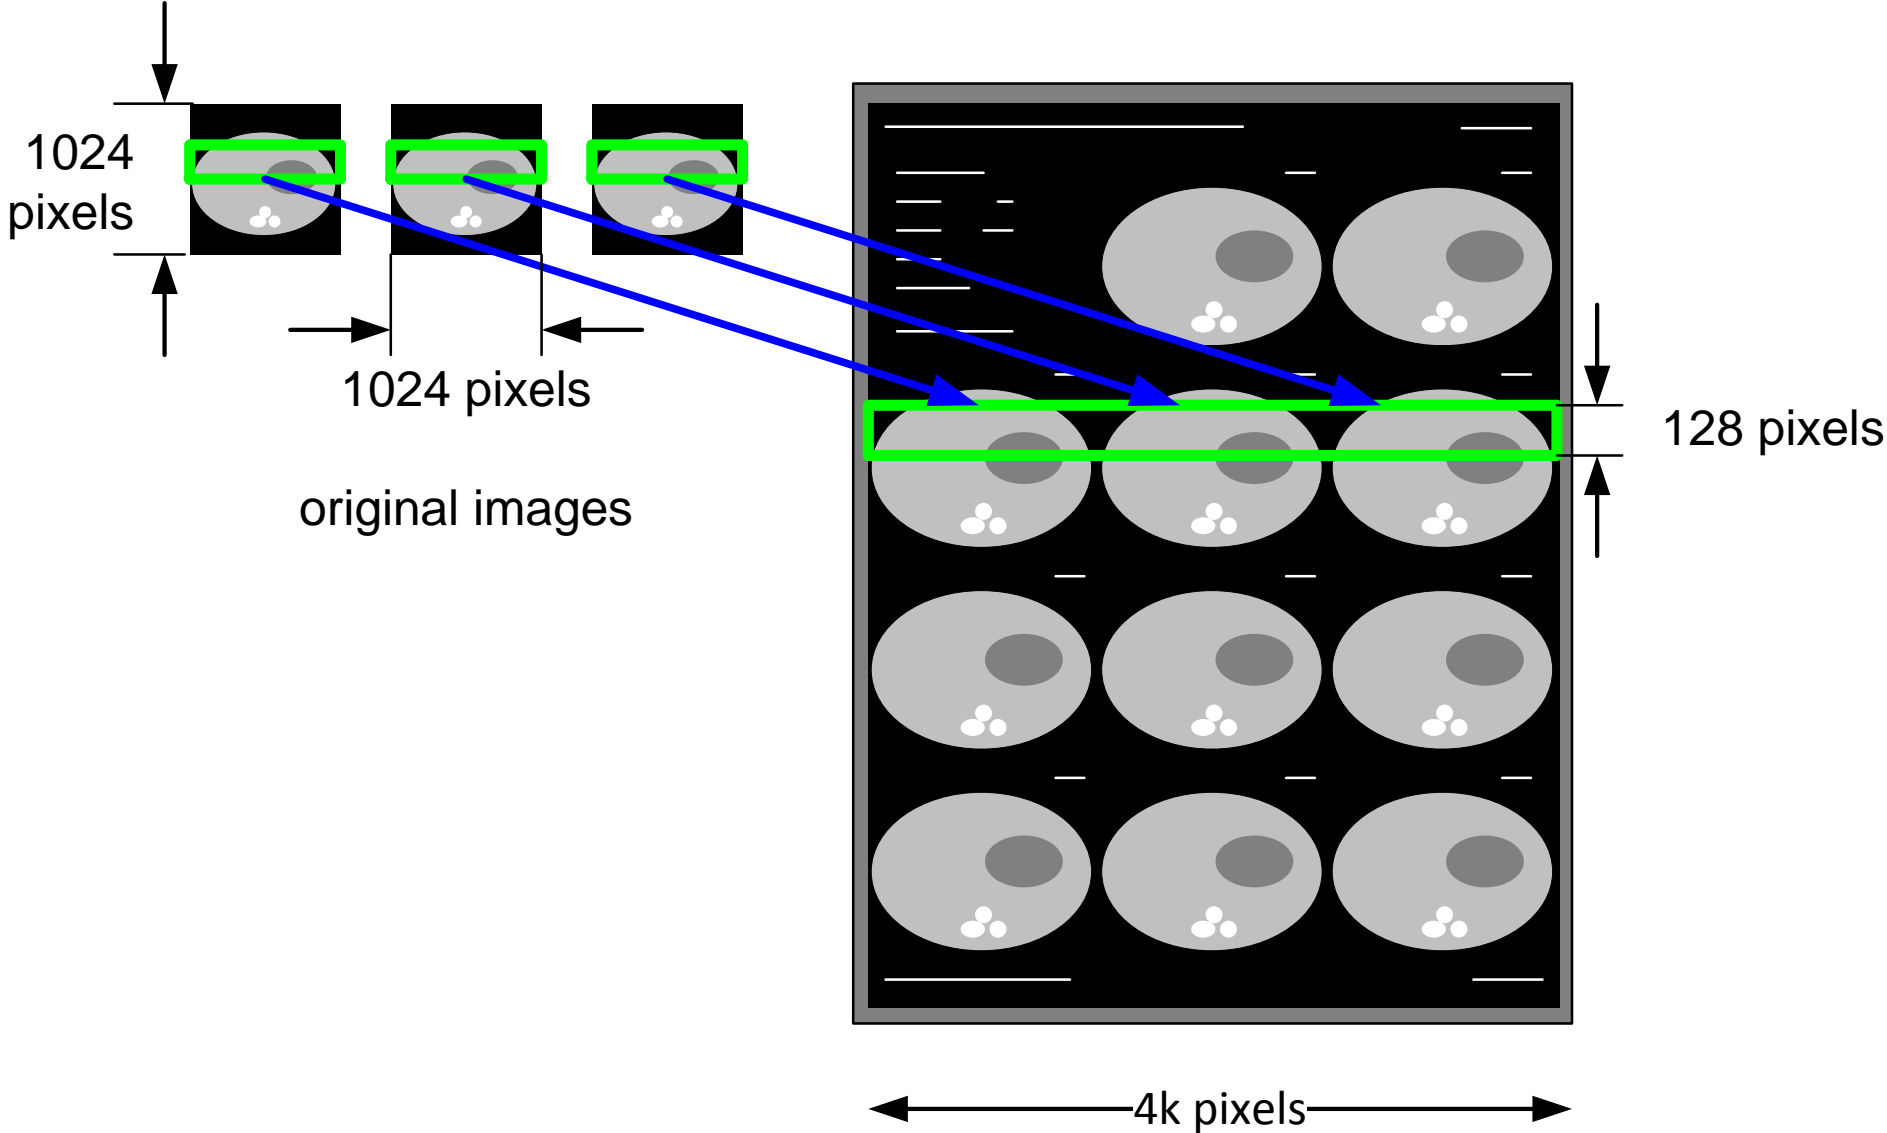 1024
pixels
1024 pixels
original images
128 pixels
4k pixels